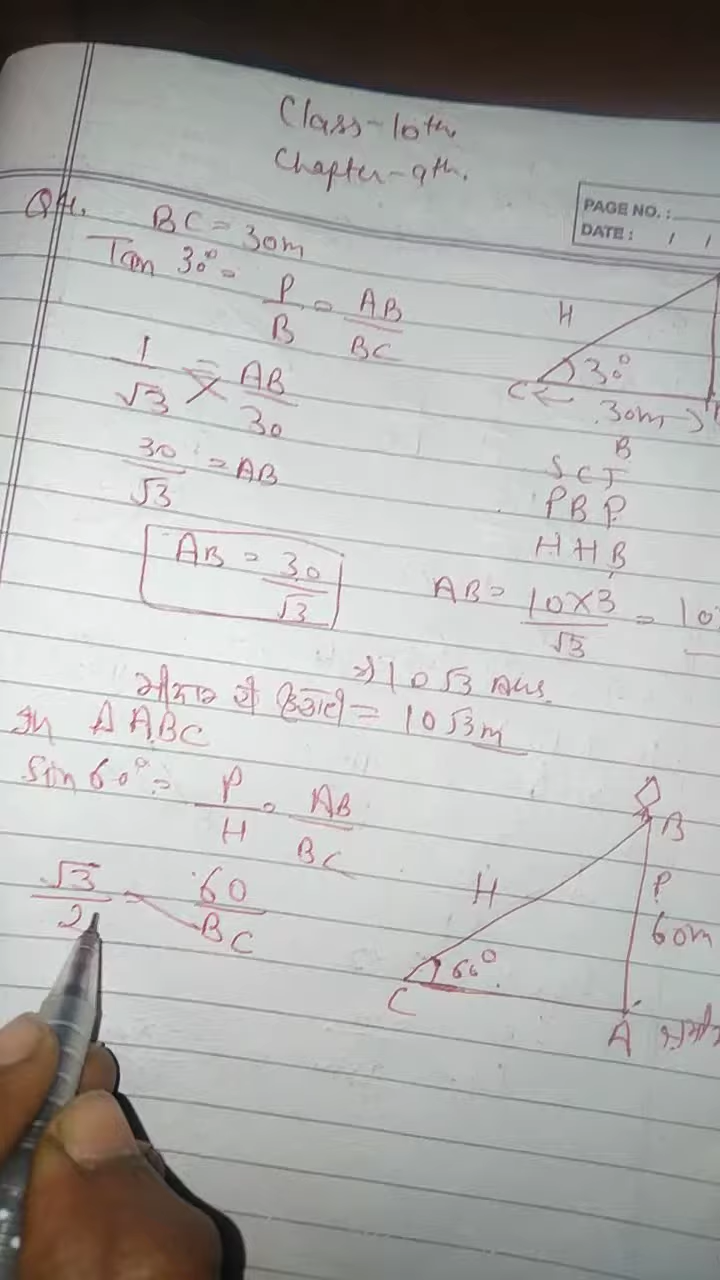 Class-10th.
Chapter-9th.
PAGE NO.:
DATE: / /
Q4. BC = 30m
Tan 30° = P/B = AB/BC
1/√3 = AB/30
30/√3 = AB
AB = 30/√3
H
30°
C ← 30m →
B
S C T
P B P
H H B
AB = 10×3/√3 = 10
⇒ 10√3 Ans.
= 10√3m
In Δ ABC
Sin 60° = P/H = AB/BC
√3/2 = 60/BC
B
H
P
60m
60°
C
A